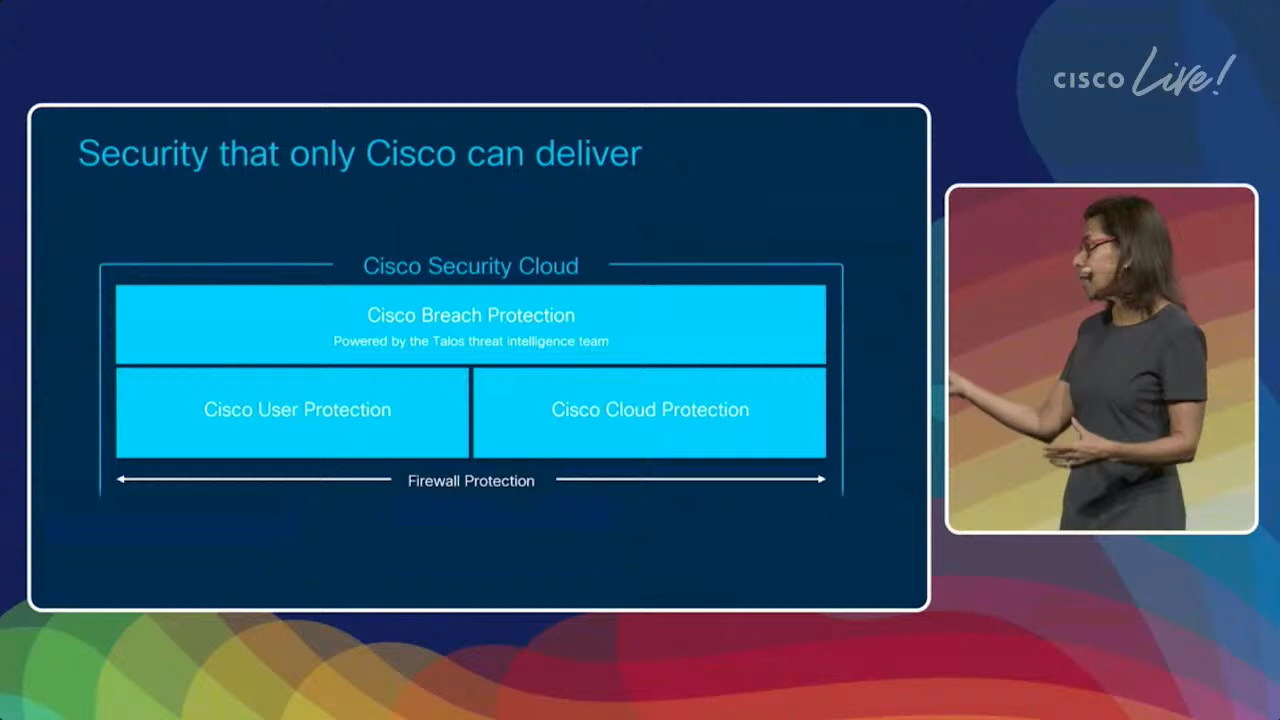 CISCO Live!
Security that only Cisco can deliver
Cisco Security Cloud
Cisco Breach Protection
Powered by the Talos threat intelligence team
Cisco User Protection
Cisco Cloud Protection
Firewall Protection